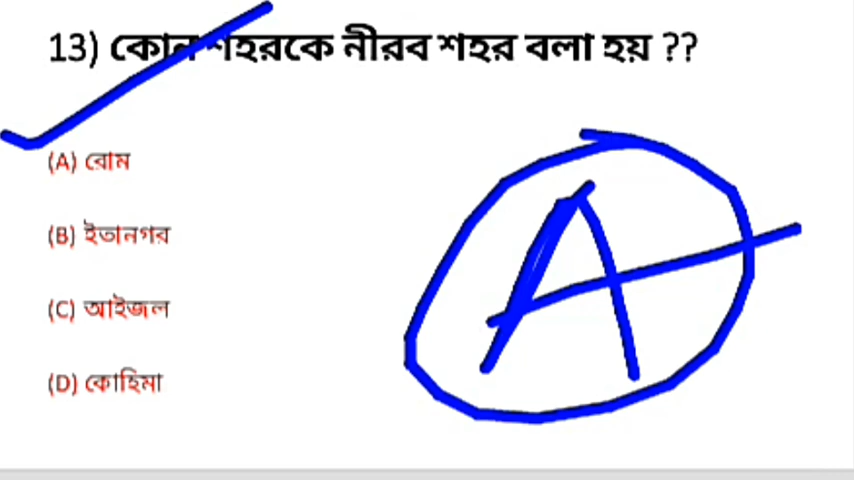 13) কোন শহরকে নীরব শহর বলা হয় ??
(A) রোম
(B) ইতানগর
(C) আইজল
(D) কোহিমা
A